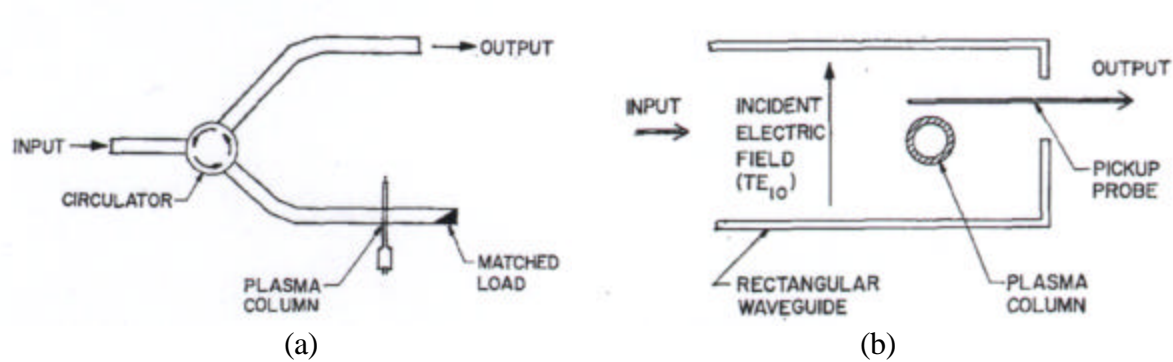 OUTPUT
INPUT
CIRCULATOR
PLASMA
COLUMN
MATCHED
LOAD
(a)
OUTPUT
INPUT
INCIDENT
ELECTRIC
FIELD
(TE10)
PICKUP
PROBE
RECTANGULAR
WAVEGUIDE
PLASMA
COLUMN
(b)